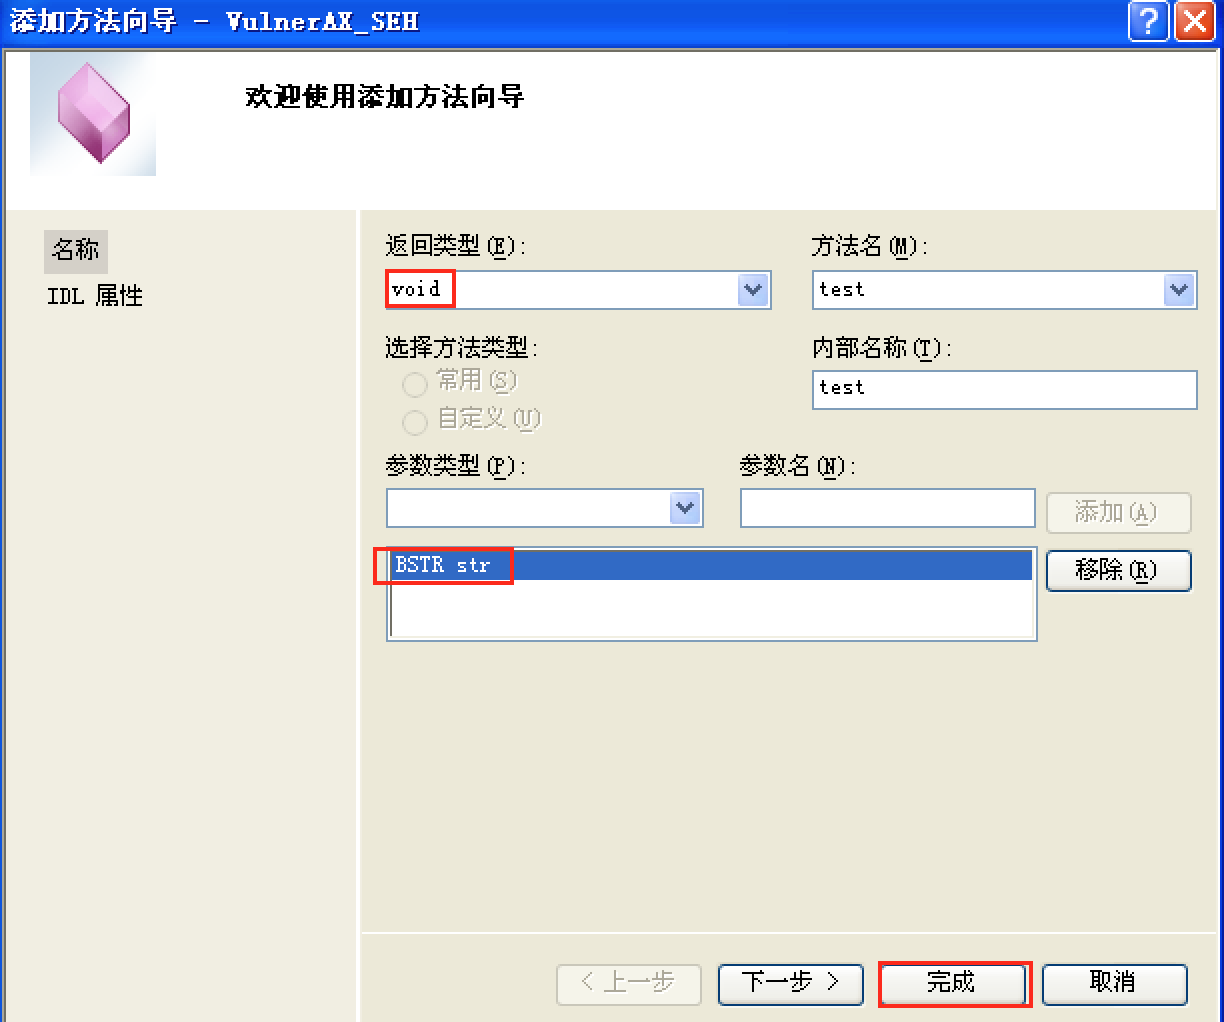 添加方法向导 - VulnerAX_SEH
欢迎使用添加方法向导
名称
IDL 属性
返回类型(E):
方法名(M):
void
test
选择方法类型:
内部名称(T):
常用(S)
test
自定义(U)
参数类型(P):
参数名(N):
添加(A)
BSTR str
移除(R)
< 上一步
下一步 >
完成
取消